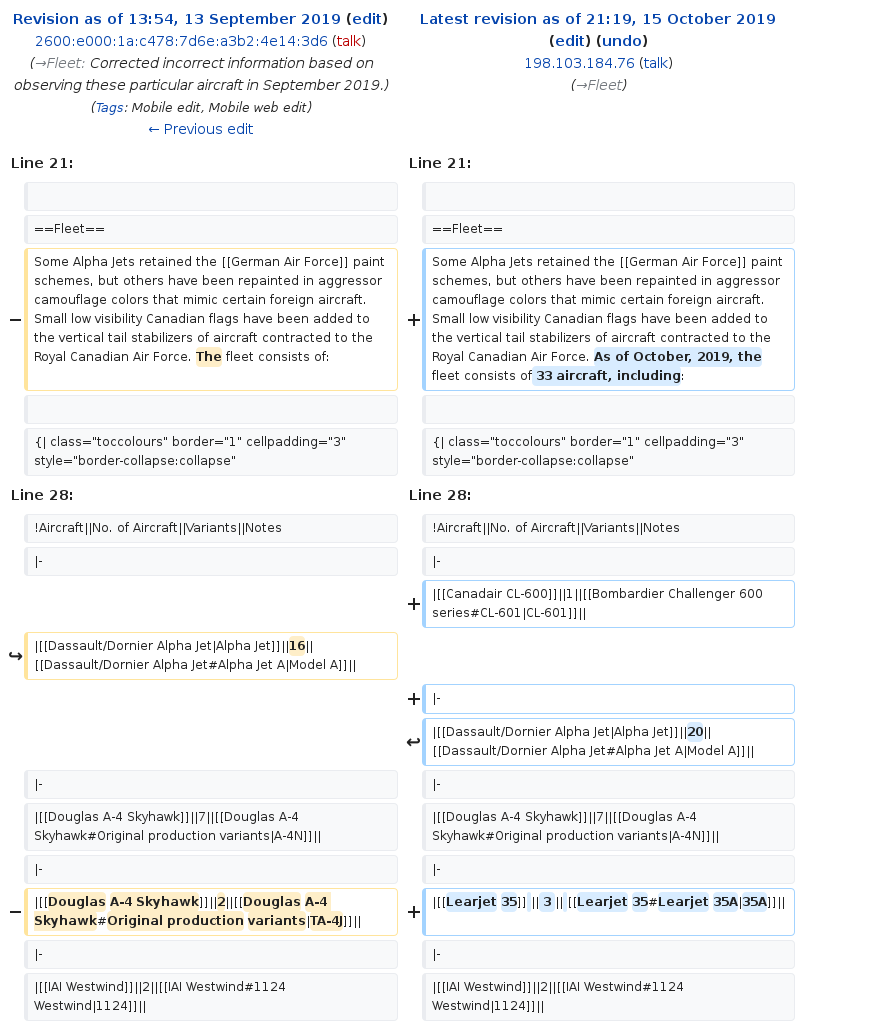 Revision as of 13:54, 13 September 2019 (edit)
2600:e000:1a:c478:7d6e:a3b2:4e14:3d6 (talk)
(→Fleet: Corrected incorrect information based on
observing these particular aircraft in September 2019.)
(Tags: Mobile edit, Mobile web edit)
← Previous edit
Latest revision as of 21:19, 15 October 2019
(edit) (undo)
198.103.184.76 (talk)
(→Fleet)
Line 21:
Line 21:
==Fleet==
==Fleet==
−
Some Alpha Jets retained the [[German Air Force]] paint
schemes, but others have been repainted in aggressor
camouflage colors that mimic certain foreign aircraft.
Small low visibility Canadian flags have been added to
the vertical tail stabilizers of aircraft contracted to the
Royal Canadian Air Force. The fleet consists of:
+
Some Alpha Jets retained the [[German Air Force]] paint
schemes, but others have been repainted in aggressor
camouflage colors that mimic certain foreign aircraft.
Small low visibility Canadian flags have been added to
the vertical tail stabilizers of aircraft contracted to the
Royal Canadian Air Force. As of October, 2019, the
fleet consists of 33 aircraft, including:
{| class="toccolours" border="1" cellpadding="3"
style="border-collapse:collapse"
{| class="toccolours" border="1" cellpadding="3"
style="border-collapse:collapse"
Line 28:
Line 28:
!Aircraft||No. of Aircraft||Variants||Notes
!Aircraft||No. of Aircraft||Variants||Notes
|-
|-
+
|[[Canadair CL-600]]||1||[[Bombardier Challenger 600
series#CL-601|CL-601]]||
↪
|[[Dassault/Dornier Alpha Jet|Alpha Jet]]||16||
[[Dassault/Dornier Alpha Jet#Alpha Jet A|Model A]]||
+
|-
↩
|[[Dassault/Dornier Alpha Jet|Alpha Jet]]||20||
[[Dassault/Dornier Alpha Jet#Alpha Jet A|Model A]]||
|-
|-
|[[Douglas A-4 Skyhawk]]||7||[[Douglas A-4
Skyhawk#Original production variants|A-4N]]||
|[[Douglas A-4 Skyhawk]]||7||[[Douglas A-4
Skyhawk#Original production variants|A-4N]]||
|-
|-
−
|[[Douglas A-4 Skyhawk]]||2||[[Douglas A-4
Skyhawk#Original production variants|TA-4J]]||
+
|[[Learjet 35]] || 3 || [[Learjet 35#Learjet 35A|35A]]||
|-
|-
|[[IAI Westwind]]||2||[[IAI Westwind#1124
Westwind|1124]]||
|[[IAI Westwind]]||2||[[IAI Westwind#1124
Westwind|1124]]||